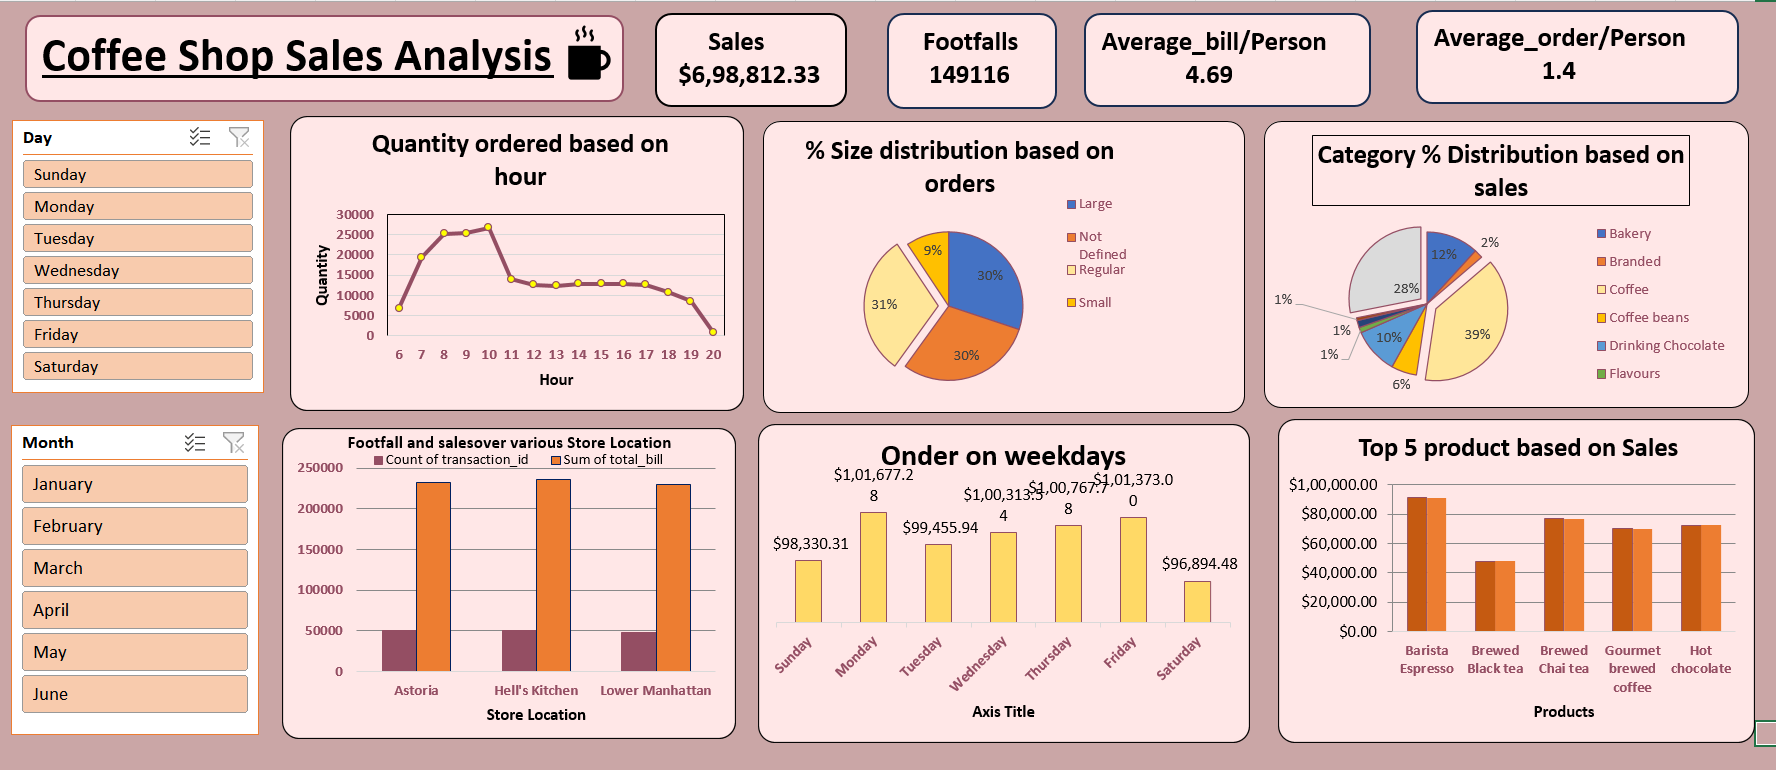 Coffee Shop Sales Analysis
Sales
$6,98,812.33
Footfalls
149116
Average_bill/Person
4.69
Average_order/Person
1.4
Day
Sunday
Monday
Tuesday
Wednesday
Thursday
Friday
Saturday
Quantity ordered based on
hour
30000
25000
20000
15000
10000
5000
0
Quantity
6 7 8 9 10 11 12 13 14 15 16 17 18 19 20
Hour
% Size distribution based on
orders
9%
30%
31%
30%
Large
Not
Defined
Regular
Small
Category % Distribution based on
sales
12%
2%
28%
1%
1%
1%
10%
39%
6%
Bakery
Branded
Coffee
Coffee beans
Drinking Chocolate
Flavours
Month
January
February
March
April
May
June
Footfall and salesover various Store Location
Count of transaction_id Sum of total_bill
250000
200000
150000
100000
50000
0
Astoria Hell's Kitchen Lower Manhattan
Store Location
Onder on weekdays
$98,330.31
$1,01,677.2
8
$99,455.94
$1,00,313.5
4
$1,00,767.7
8
$1,01,373.0
0
$96,894.48
Sunday
Monday
Tuesday
Wednesday
Thursday
Friday
Saturday
Axis Title
Top 5 product based on Sales
$1,00,000.00
$80,000.00
$60,000.00
$40,000.00
$20,000.00
$0.00
Barista
Espresso
Brewed
Black tea
Brewed
Chai tea
Gourmet
brewed
coffee
Hot
chocolate
Products